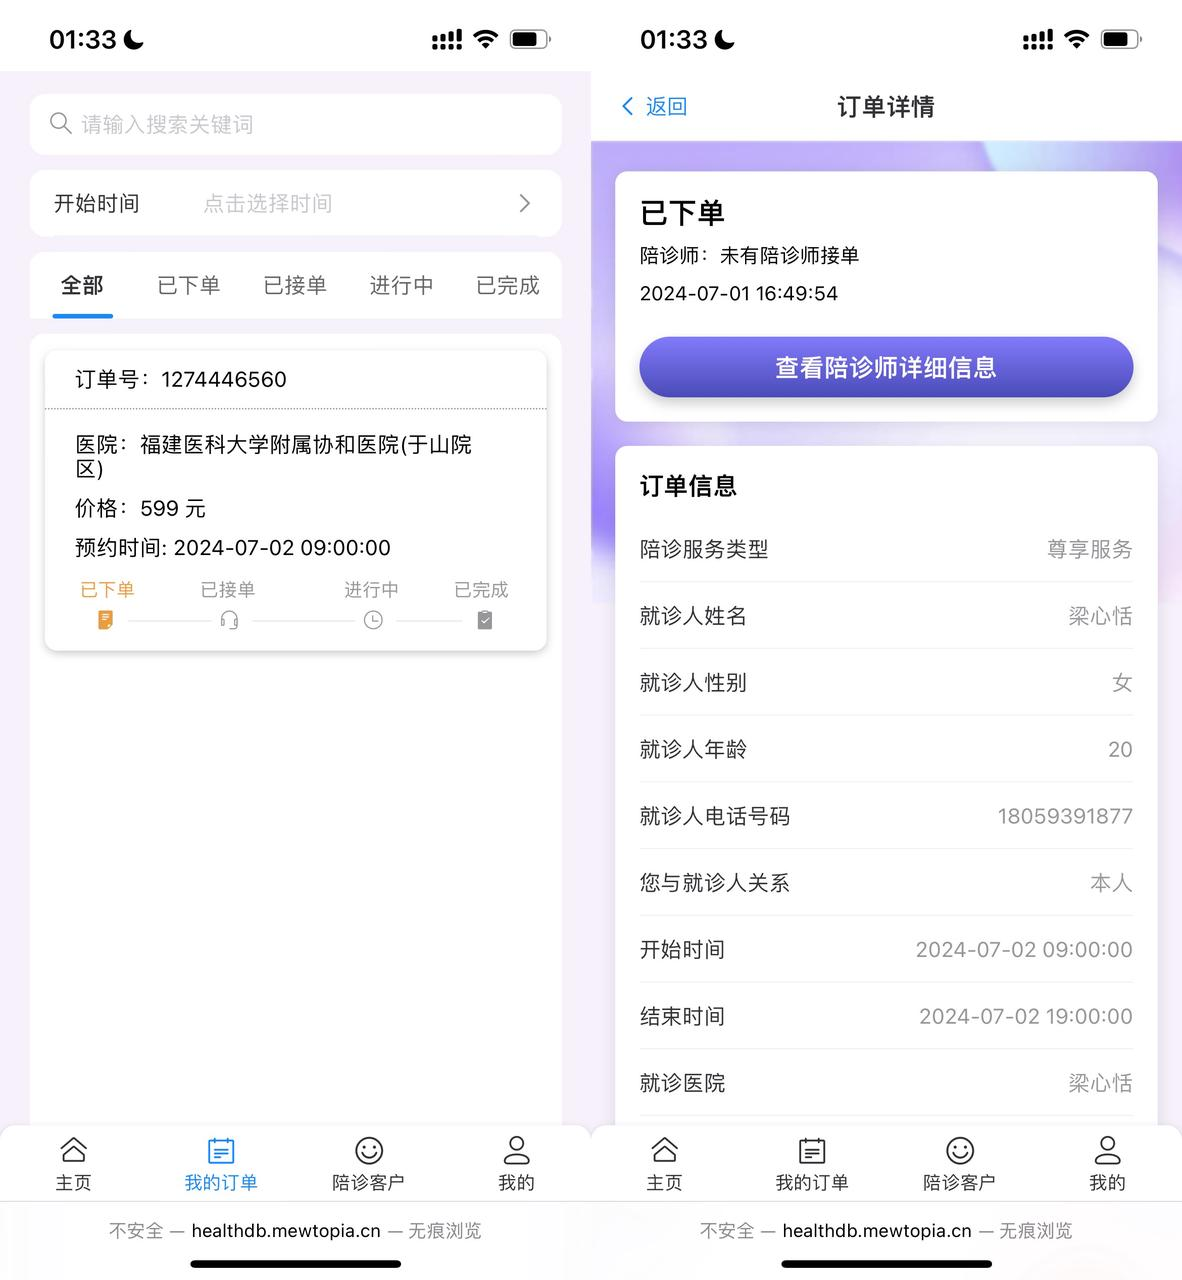 01:33
请输入搜索关键词
开始时间 点击选择时间
全部 已下单 已接单 进行中 已完成
订单号：1274446560
医院：福建医科大学附属协和医院(于山院
区)
价格：599 元
预约时间: 2024-07-02 09:00:00
已下单 已接单 进行中 已完成
主页 我的订单 陪诊客户 我的
不安全 — healthdb.mewtopia.cn — 无痕浏览
01:33
返回 订单详情
已下单
陪诊师：未有陪诊师接单
2024-07-01 16:49:54
查看陪诊师详细信息
订单信息
陪诊服务类型 尊享服务
就诊人姓名 梁心恬
就诊人性别 女
就诊人年龄 20
就诊人电话号码 18059391877
您与就诊人关系 本人
开始时间 2024-07-02 09:00:00
结束时间 2024-07-02 19:00:00
就诊医院 梁心恬
主页 我的订单 陪诊客户 我的
不安全 — healthdb.mewtopia.cn — 无痕浏览